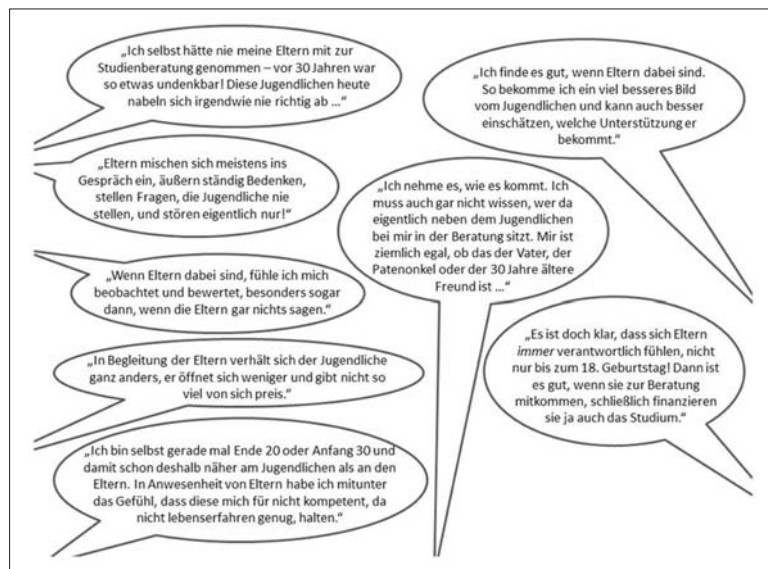 „Ich selbst hätte nie meine Eltern mit zur
Studienberatung genommen – vor 30 Jahren war
so etwas undenkbar! Diese Jugendlichen heute
nabeln sich irgendwie nie richtig ab …“
„Ich finde es gut, wenn Eltern dabei sind.
So bekomme ich ein viel besseres Bild
vom Jugendlichen und kann auch besser
einschätzen, welche Unterstützung er
bekommt.“
„Eltern mischen sich meistens ins
Gespräch ein, äußern ständig Bedenken,
stellen Fragen, die Jugendliche nie
stellen, und stören eigentlich nur!“
„Ich nehme es, wie es kommt. Ich
muss auch gar nicht wissen, wer da
eigentlich neben dem Jugendlichen
bei mir in der Beratung sitzt. Mir ist
ziemlich egal, ob das der Vater, der
Patenonkel oder der 30 Jahre ältere
Freund ist …“
„Wenn Eltern dabei sind, fühle ich mich
beobachtet und bewertet, besonders sogar
dann, wenn die Eltern gar nichts sagen.“
„Es ist doch klar, dass sich Eltern
immer verantwortlich fühlen, nicht
nur bis zum 18. Geburtstag! Dann ist
es gut, wenn sie zur Beratung
mitkommen, schließlich finanzieren
sie ja auch das Studium.“
„In Begleitung der Eltern verhält sich der Jugendliche
ganz anders, er öffnet sich weniger und gibt nicht so
viel von sich preis.“
„Ich bin selbst gerade mal Ende 20 oder Anfang 30 und
damit schon deshalb näher am Jugendlichen als an den
Eltern. In Anwesenheit von Eltern habe ich mitunter
das Gefühl, dass diese mich für nicht kompetent, da
nicht lebenserfahren genug, halten.“